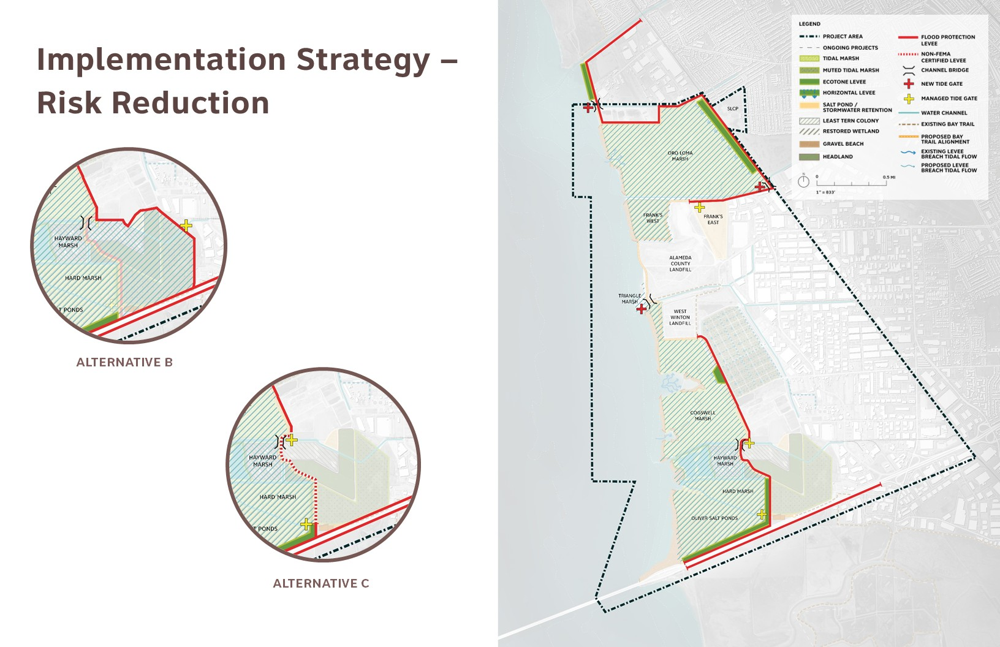 Implementation Strategy –
Risk Reduction
HAYWARD
MARSH
HARD MARSH
T PONDS
ALTERNATIVE B
HAYWARD
MARSH
HARD MARSH
T PONDS
ALTERNATIVE C
SLCP
ORO LOMA
MARSH
FRANK'S
WEST
FRANK'S
EAST
ALAMEDA
COUNTY
LANDFILL
TRIANGLE
MARSH
WEST
WINTON
LANDFILL
COGSWELL
MARSH
HAYWARD
MARSH
HARD MARSH
OLIVER SALT PONDS
LEGEND
PROJECT AREA
ONGOING PROJECTS
TIDAL MARSH
MUTED TIDAL MARSH
ECOTONE LEVEE
HORIZONTAL LEVEE
SALT POND /
STORMWATER RETENTION
LEAST TERN COLONY
RESTORED WETLAND
GRAVEL BEACH
HEADLAND
FLOOD PROTECTION
LEVEE
NON-FEMA
CERTIFIED LEVEE
CHANNEL BRIDGE
NEW TIDE GATE
MANAGED TIDE GATE
WATER CHANNEL
EXISTING BAY TRAIL
PROPOSED BAY
TRAIL ALIGNMENT
EXISTING LEVEE
BREACH TIDAL FLOW
PROPOSED LEVEE
BREACH TIDAL FLOW
N
0
0.5 MI
1" = 833'